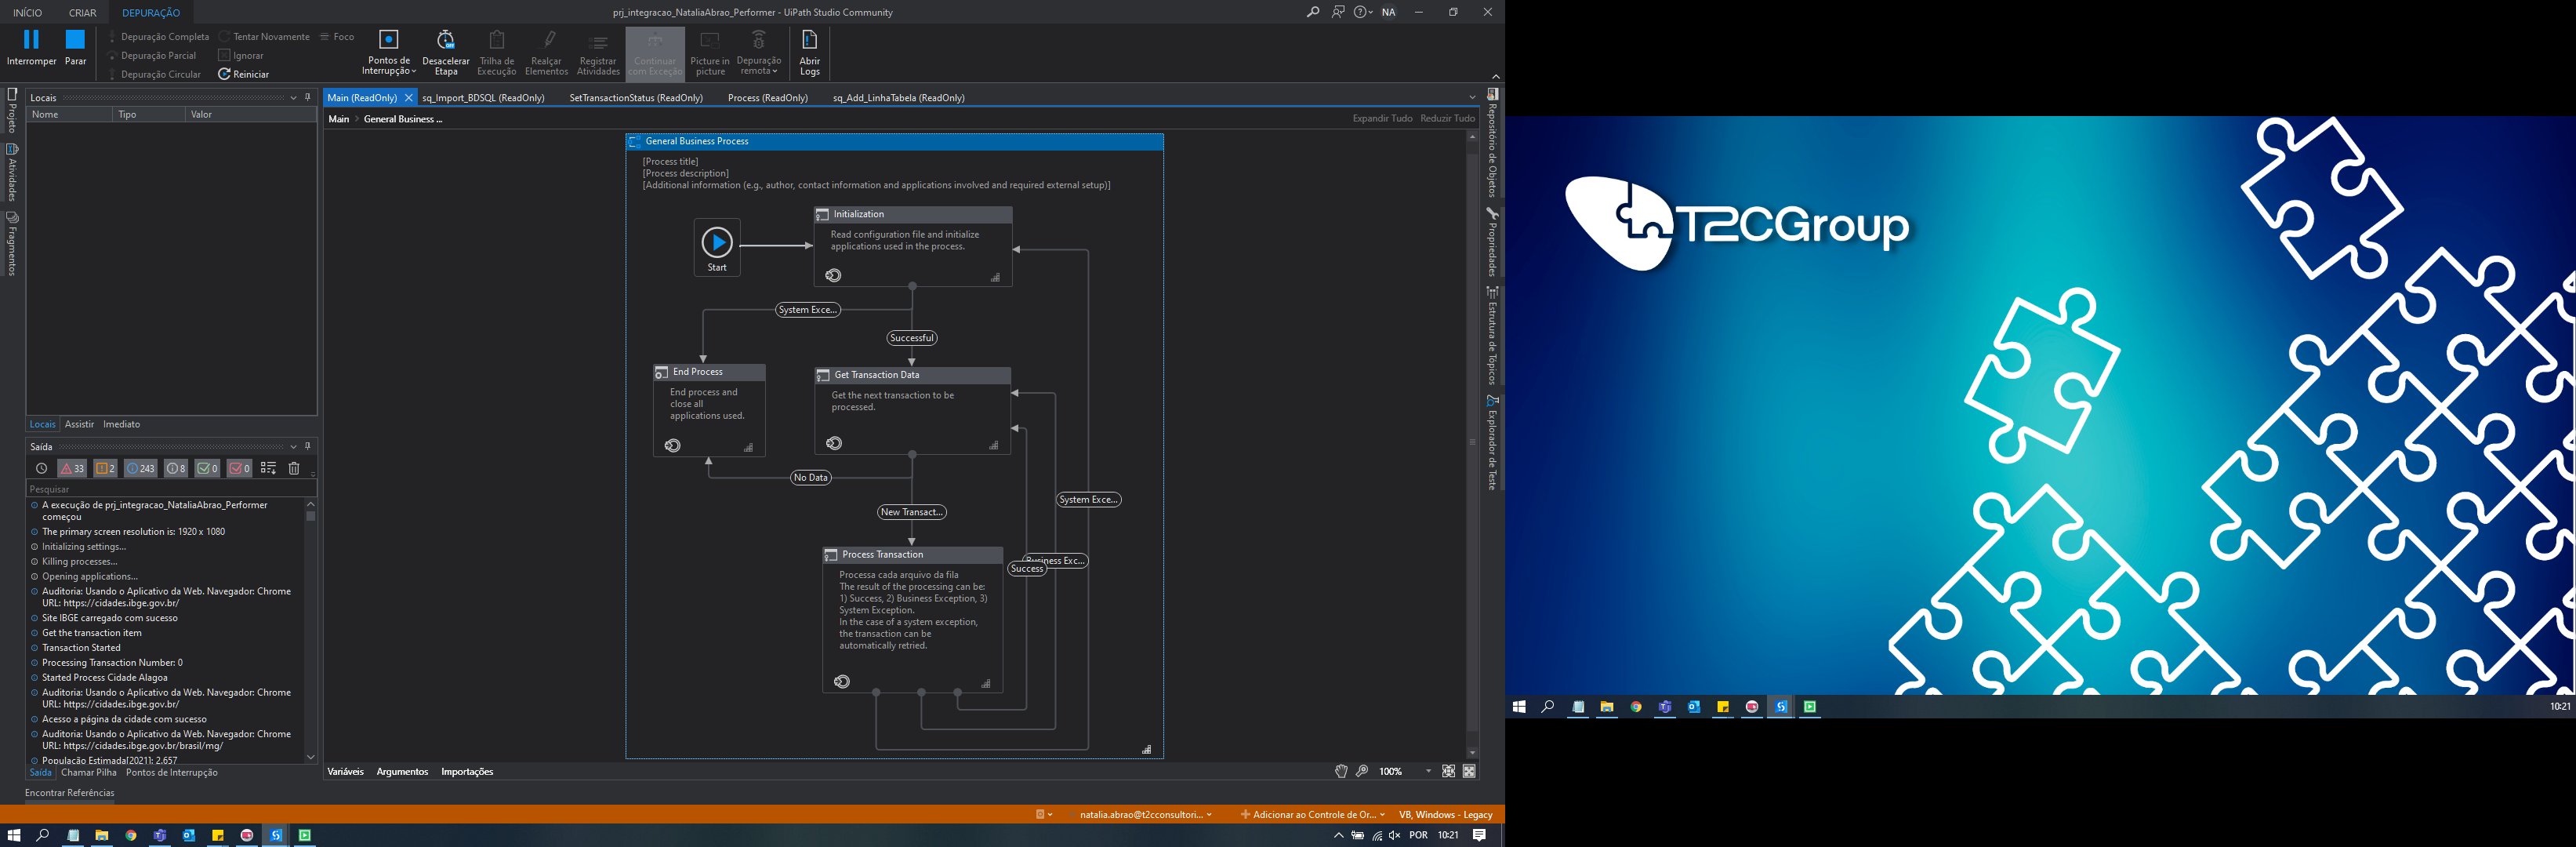 INÍCIO CRIAR DEPURAÇÃO
prj_integracao_NataliaAbrao_Performer - UiPath Studio Community
NA
Interromper
Parar
Depuração Completa
Depuração Parcial
Depuração Circular
Tentar Novamente
Ignorar
Reiniciar
Foco
Pontos de
Interrupção
Desacelerar
Etapa
Trilha de
Execução
Realçar
Elementos
Registrar
Atividades
Continuar
com Exceção
Picture in
picture
Depuração
remota
Abrir
Logs
Projeto
Atividades
Fragmentos
Locais
Nome Tipo Valor
Locais Assistir Imediato
Saída
33 2 243 8 0 0
Pesquisar
A execução de prj_integracao_NataliaAbrao_Performer
começou
The primary screen resolution is: 1920 x 1080
Initializing settings...
Killing processes...
Opening applications...
Auditoria: Usando o Aplicativo da Web. Navegador: Chrome
URL: https://cidades.ibge.gov.br/
Site IBGE carregado com sucesso
Get the transaction item
Transaction Started
Processing Transaction Number: 0
Started Process Cidade Alagoa
Auditoria: Usando o Aplicativo da Web. Navegador: Chrome
URL: https://cidades.ibge.gov.br/
Acesso a página da cidade com sucesso
Auditoria: Usando o Aplicativo da Web. Navegador: Chrome
URL: https://cidades.ibge.gov.br/brasil/mg/
População Estimada[2021]: 2.657
Saída Chamar Pilha Pontos de Interrupção
Encontrar Referências
Main (ReadOnly) sq_Import_BDSQL (ReadOnly) SetTransactionStatus (ReadOnly) Process (ReadOnly) sq_Add_LinhaTabela (ReadOnly)
Main General Business ...
Expandir Tudo Reduzir Tudo
General Business Process
[Process title]
[Process description]
[Additional information (e.g., author, contact information and applications involved and required external setup)]
Start
Initialization
Read configuration file and initialize
applications used in the process.
System Exce...
Successful
End Process
End process and
close all
applications used.
Get Transaction Data
Get the next transaction to be
processed.
No Data
New Transact...
System Exce...
Business Exc...
Success
Process Transaction
Processa cada arquivo da fila
The result of the processing can be:
1) Success, 2) Business Exception, 3)
System Exception.
In the case of a system exception,
the transaction can be
automatically retried.
Variáveis Argumentos Importações
100%
Repositório de Objetos
Propriedades
Estrutura de Tópicos
Explorador de Teste
natalia.abrao@t2cconsultori...
Adicionar ao Controle de Or...
VB, Windows - Legacy
POR 10:21
T2CGroup
10:21